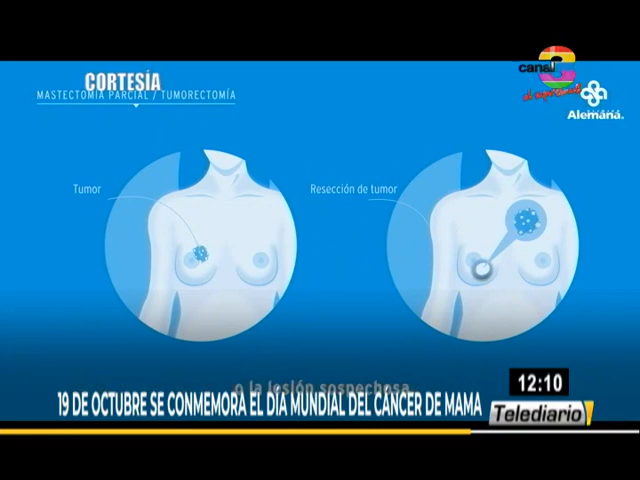 CORTESÍA
canal 3
Alemana.
MASTECTOMÍA PARCIAL / TUMORECTOMÍA
Tumor
Resección de tumor
o la lesión sospechosa
12:10
19 DE OCTUBRE SE CONMEMORA EL DÍA MUNDIAL DEL CÁNCER DE MAMA
Telediario